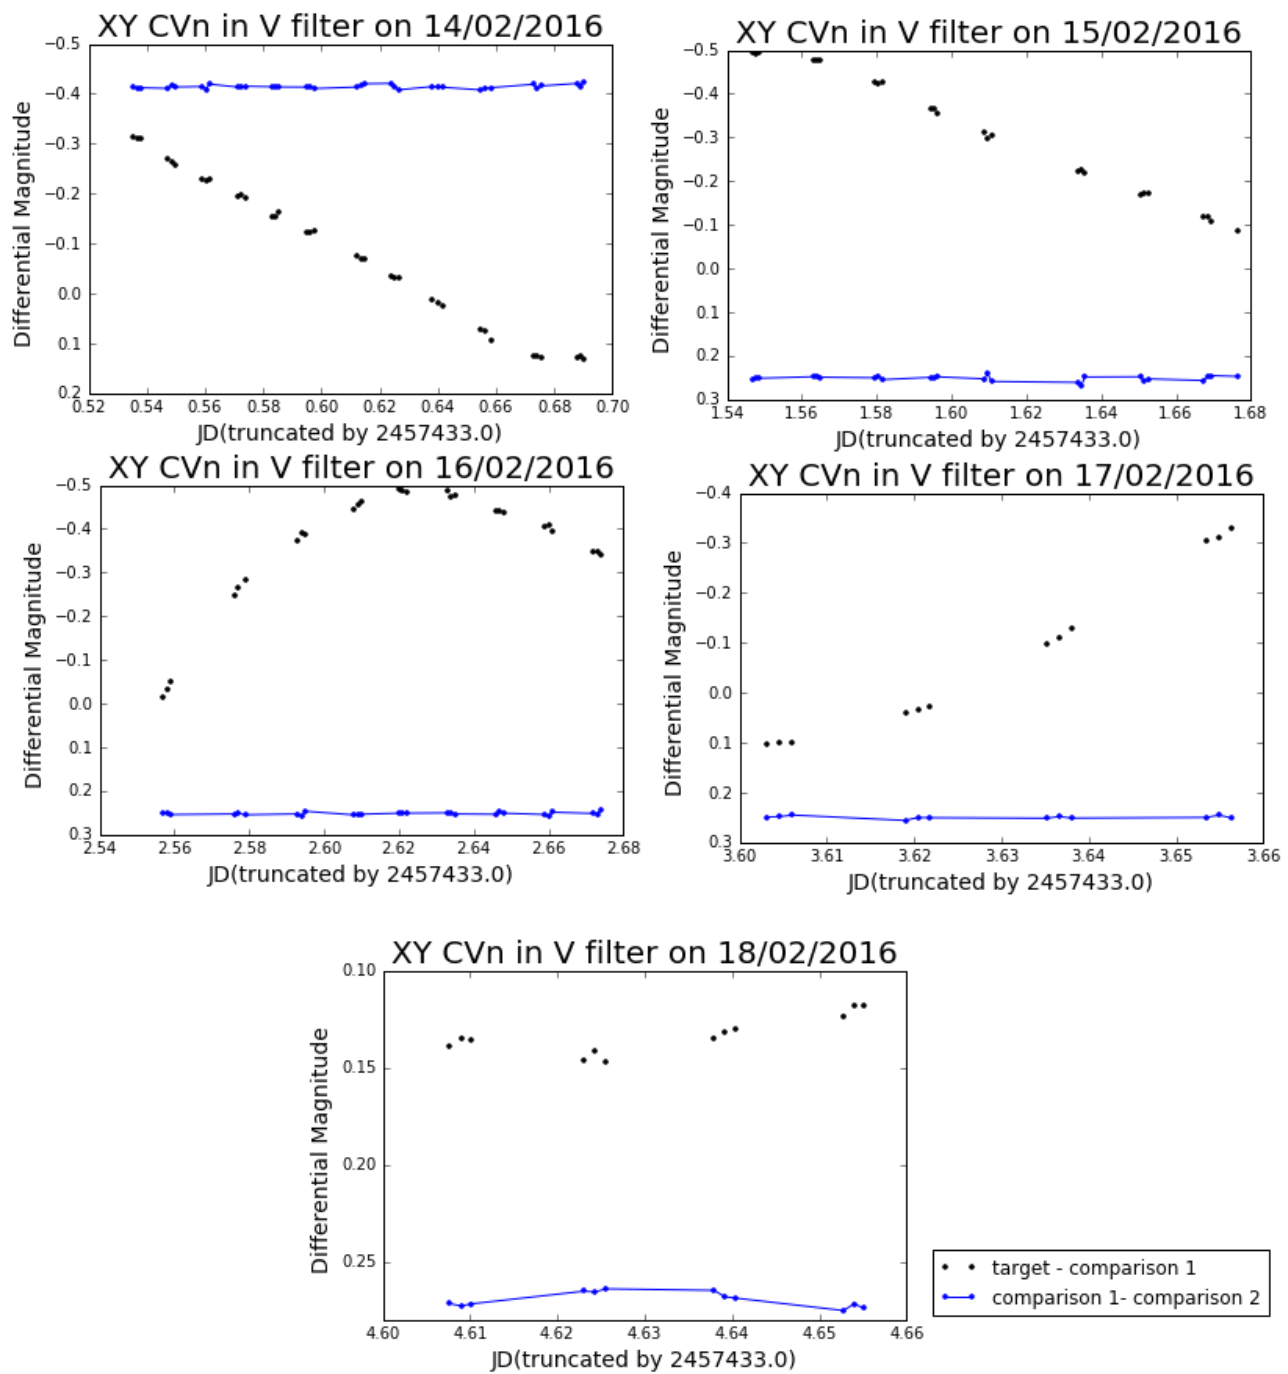 XY CVn in V filter on 14/02/2016
−0.5
−0.4
−0.3
−0.2
−0.1
0.0
0.1
0.2
Differential Magnitude
0.52 0.54 0.56 0.58 0.60 0.62 0.64 0.66 0.68 0.70
JD(truncated by 2457433.0)
XY CVn in V filter on 15/02/2016
−0.5
−0.4
−0.3
−0.2
−0.1
0.0
0.1
0.2
0.3
Differential Magnitude
1.54 1.56 1.58 1.60 1.62 1.64 1.66 1.68
JD(truncated by 2457433.0)
XY CVn in V filter on 16/02/2016
−0.5
−0.4
−0.3
−0.2
−0.1
0.0
0.1
0.2
0.3
Differential Magnitude
2.54 2.56 2.58 2.60 2.62 2.64 2.66 2.68
JD(truncated by 2457433.0)
XY CVn in V filter on 17/02/2016
−0.4
−0.3
−0.2
−0.1
0.0
0.1
0.2
0.3
Differential Magnitude
3.60 3.61 3.62 3.63 3.64 3.65 3.66
JD(truncated by 2457433.0)
XY CVn in V filter on 18/02/2016
0.10
0.15
0.20
0.25
Differential Magnitude
4.60 4.61 4.62 4.63 4.64 4.65 4.66
JD(truncated by 2457433.0)
target - comparison 1
comparison 1- comparison 2